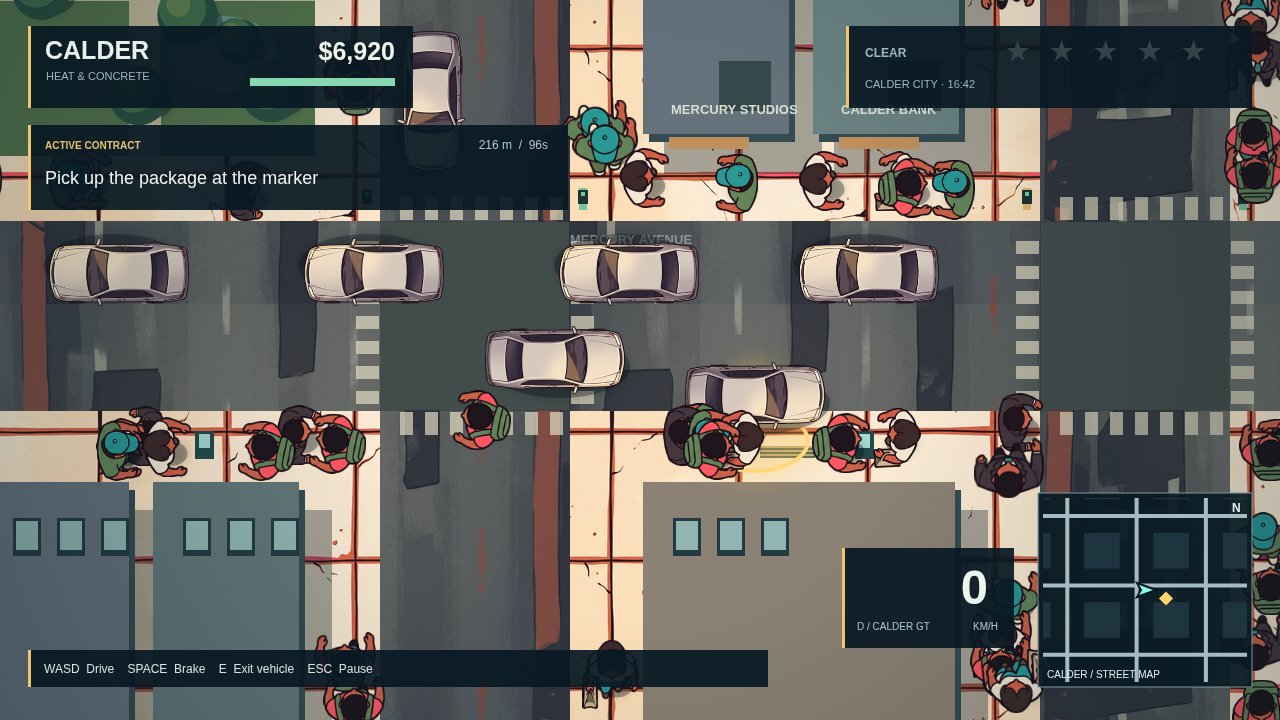 CALDER
$6,920
HEAT & CONCRETE
CLEAR
CALDER CITY · 16:42
MERCURY STUDIOS
CALDER BANK
ACTIVE CONTRACT
216 m / 96s
Pick up the package at the marker
MERCURY AVENUE
N
0
D / CALDER GT
KM/H
WASD Drive SPACE Brake E Exit vehicle ESC Pause
CALDER / STREET MAP